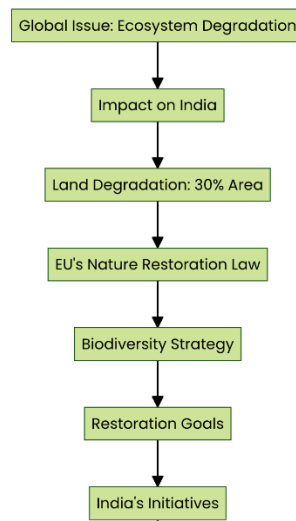 Global Issue: Ecosystem Degradation
Impact on India
Land Degradation: 30% Area
EU's Nature Restoration Law
Biodiversity Strategy
Restoration Goals
India's Initiatives